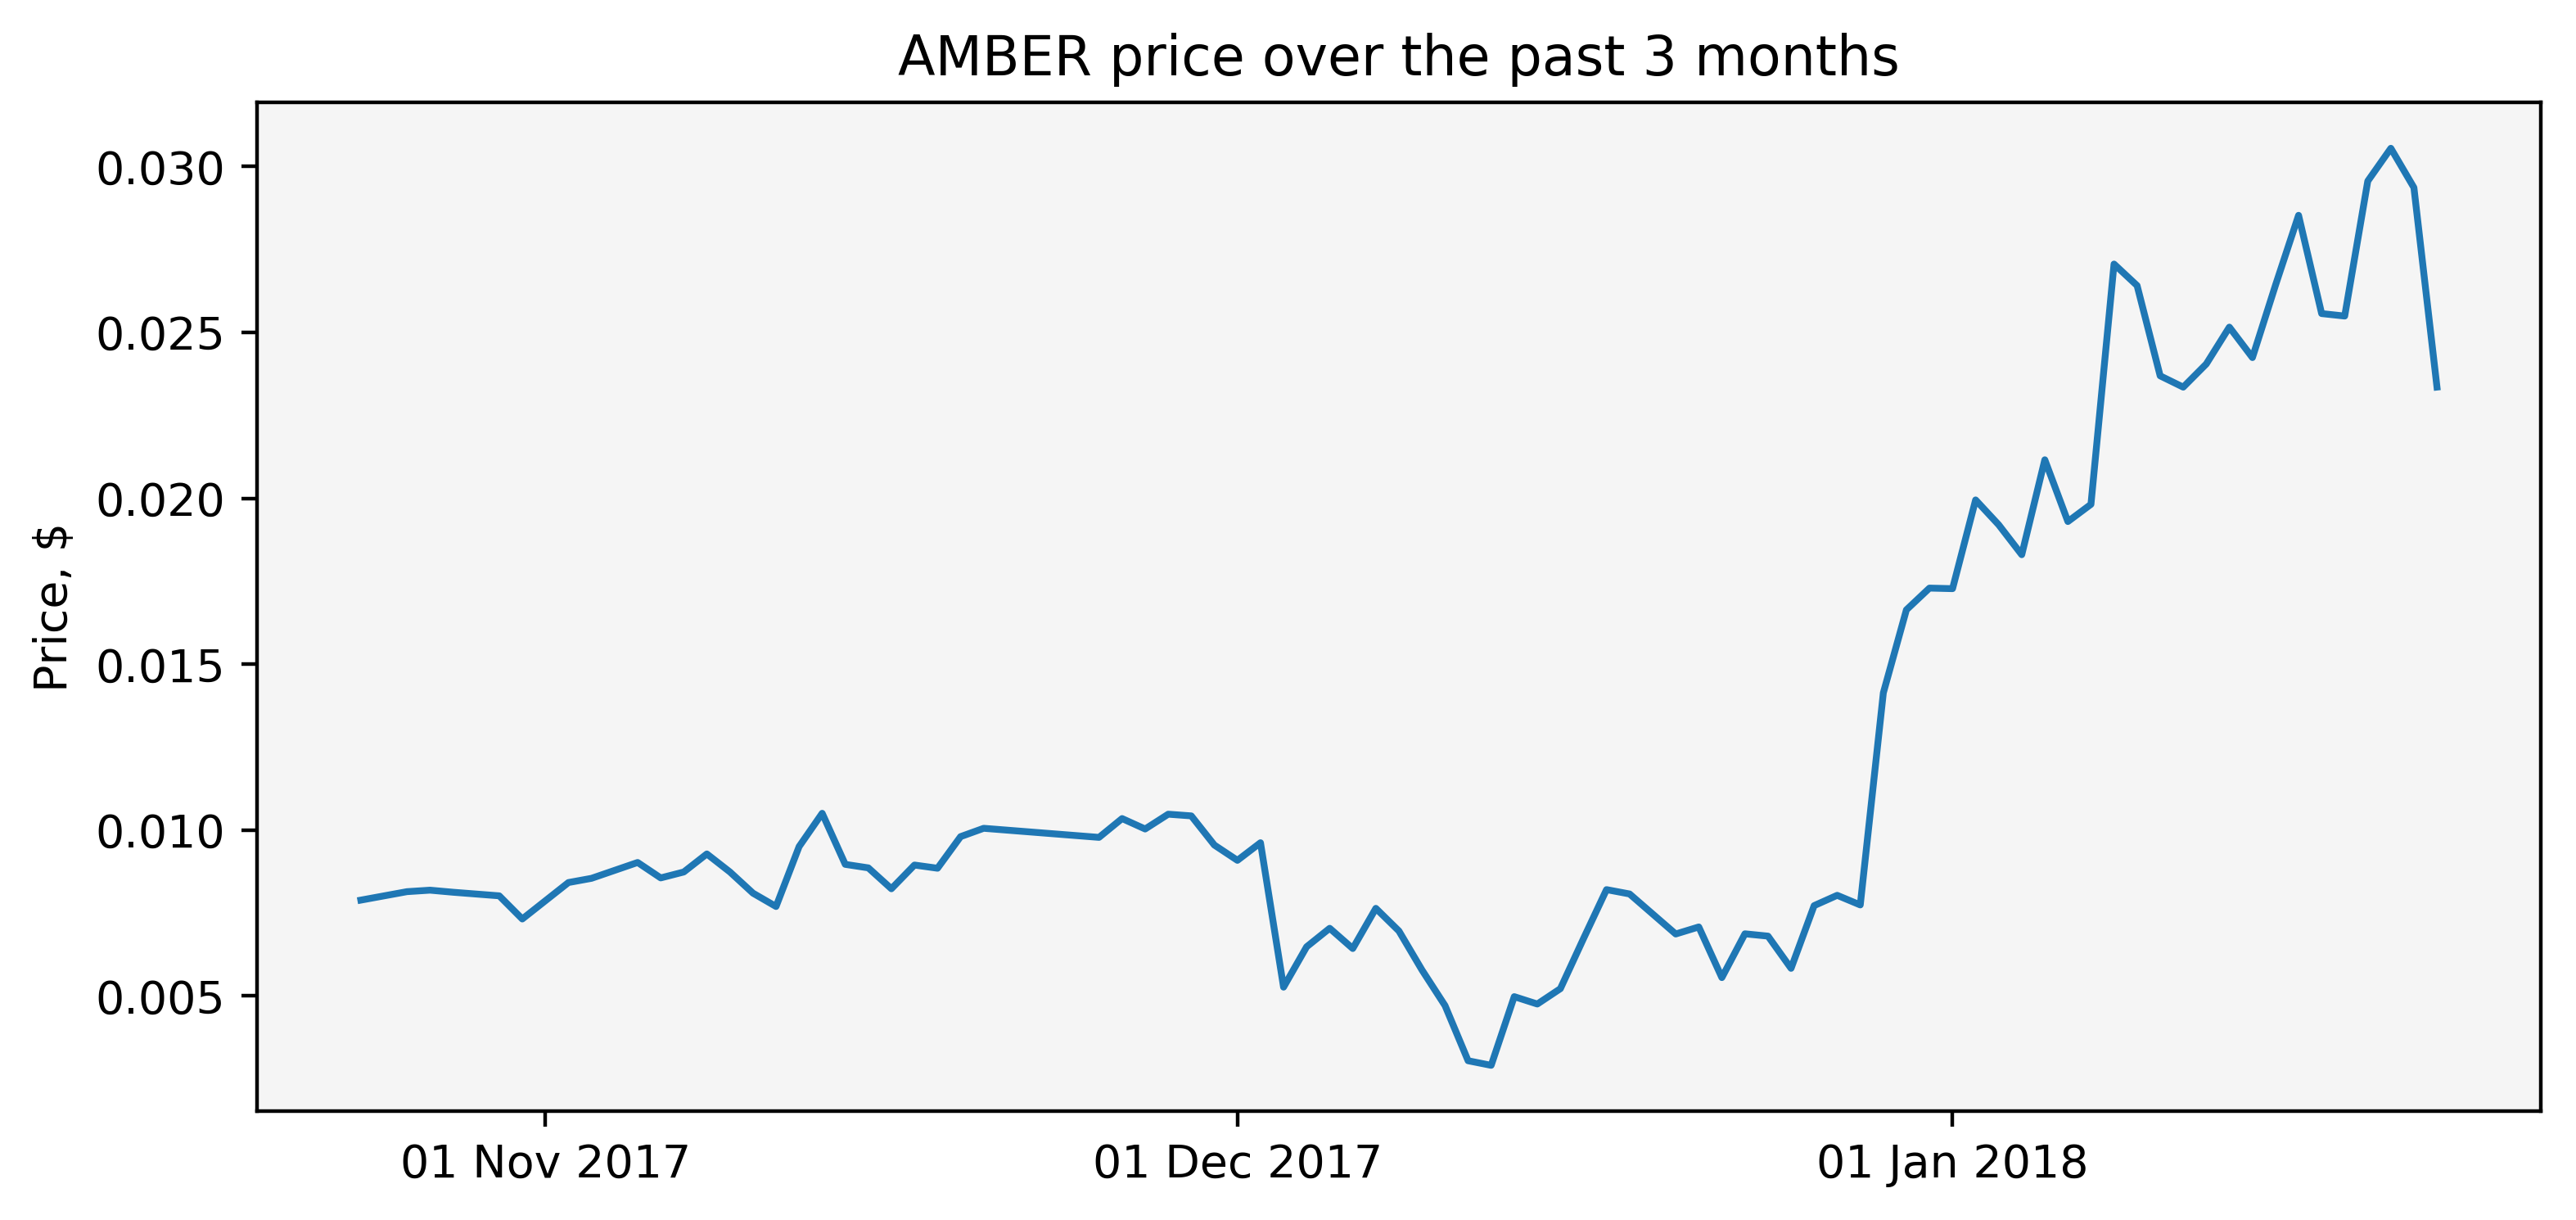 AMBER price over the past 3 months
Price, $
0.030
0.025
0.020
0.015
0.010
0.005
01 Nov 2017
01 Dec 2017
01 Jan 2018